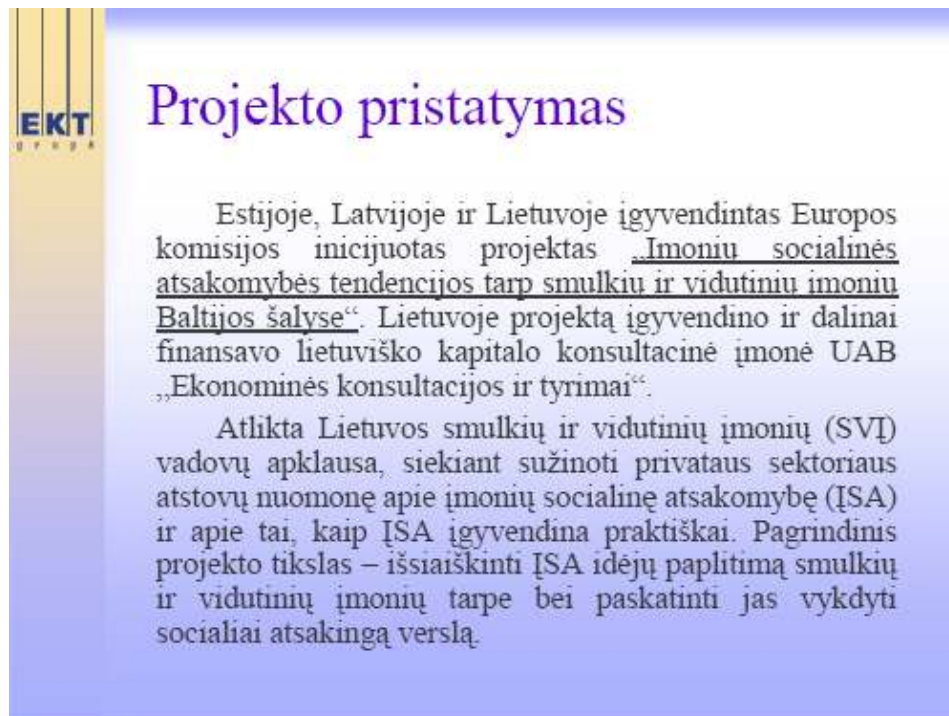 EKT
grupė
Projekto pristatymas
Estijoje, Latvijoje ir Lietuvoje įgyvendintas Europos
komisijos inicijuotas projektas „Įmonių socialinės
atsakomybės tendencijos tarp smulkių ir vidutinių įmonių
Baltijos šalyse“. Lietuvoje projektą įgyvendino ir dalinai
finansavo lietuviško kapitalo konsultacinė įmonė UAB
„Ekonominės konsultacijos ir tyrimai“.
Atlikta Lietuvos smulkių ir vidutinių įmonių (SVĮ)
vadovų apklausa, siekiant sužinoti privataus sektoriaus
atstovų nuomonę apie įmonių socialinę atsakomybę (ĮSA)
ir apie tai, kaip ĮSA įgyvendina praktiškai. Pagrindinis
projekto tikslas – išsiaiškinti ĮSA idėjų paplitimą smulkių
ir vidutinių įmonių tarpe bei paskatinti jas vykdyti
socialiai atsakingą verslą.